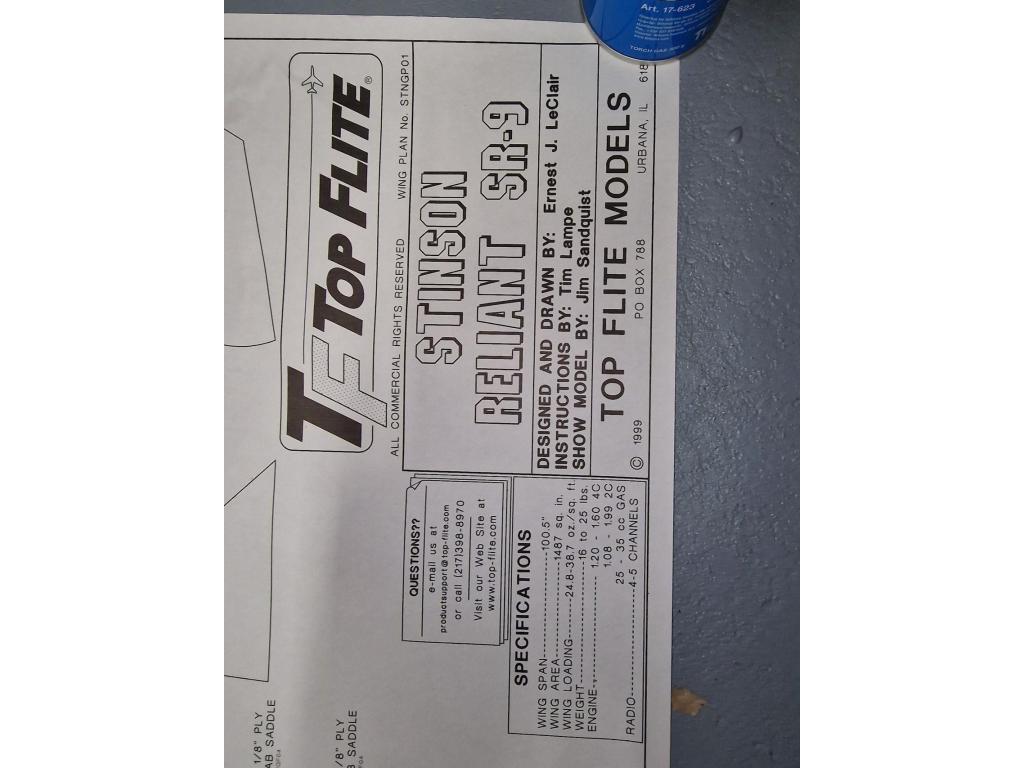 TF TOP FLITE ®
ALL COMMERCIAL RIGHTS RESERVED WING PLAN No. STNGP01
STINSON
RELIANT SR-9
DESIGNED AND DRAWN BY: Ernest J. LeClair
INSTRUCTIONS BY: Tim Lampe
SHOW MODEL BY: Jim Sandquist
TOP FLITE MODELS
© 1999 PO BOX 788 URBANA, IL 618
QUESTIONS??
e-mail us at
productsupport@top-flite.com
or call (217)398-8970
Visit our Web Site at
www.top-flite.com
SPECIFICATIONS
WING SPAN-----------------100.5"
WING AREA---------------1487 sq. in.
WING LOADING--------24.8-38.7 oz./sq. ft.
WEIGHT-----------------16 to 25 lbs.
ENGINE---------- 1.20 - 1.60 4C
1.08 - 1.99 2C
25 - 35 cc GAS
RADIO-----------------4-5 CHANNELS
1/8" PLY
AB SADDLE
1/8" PLY
B SADDLE
Art. 17-623